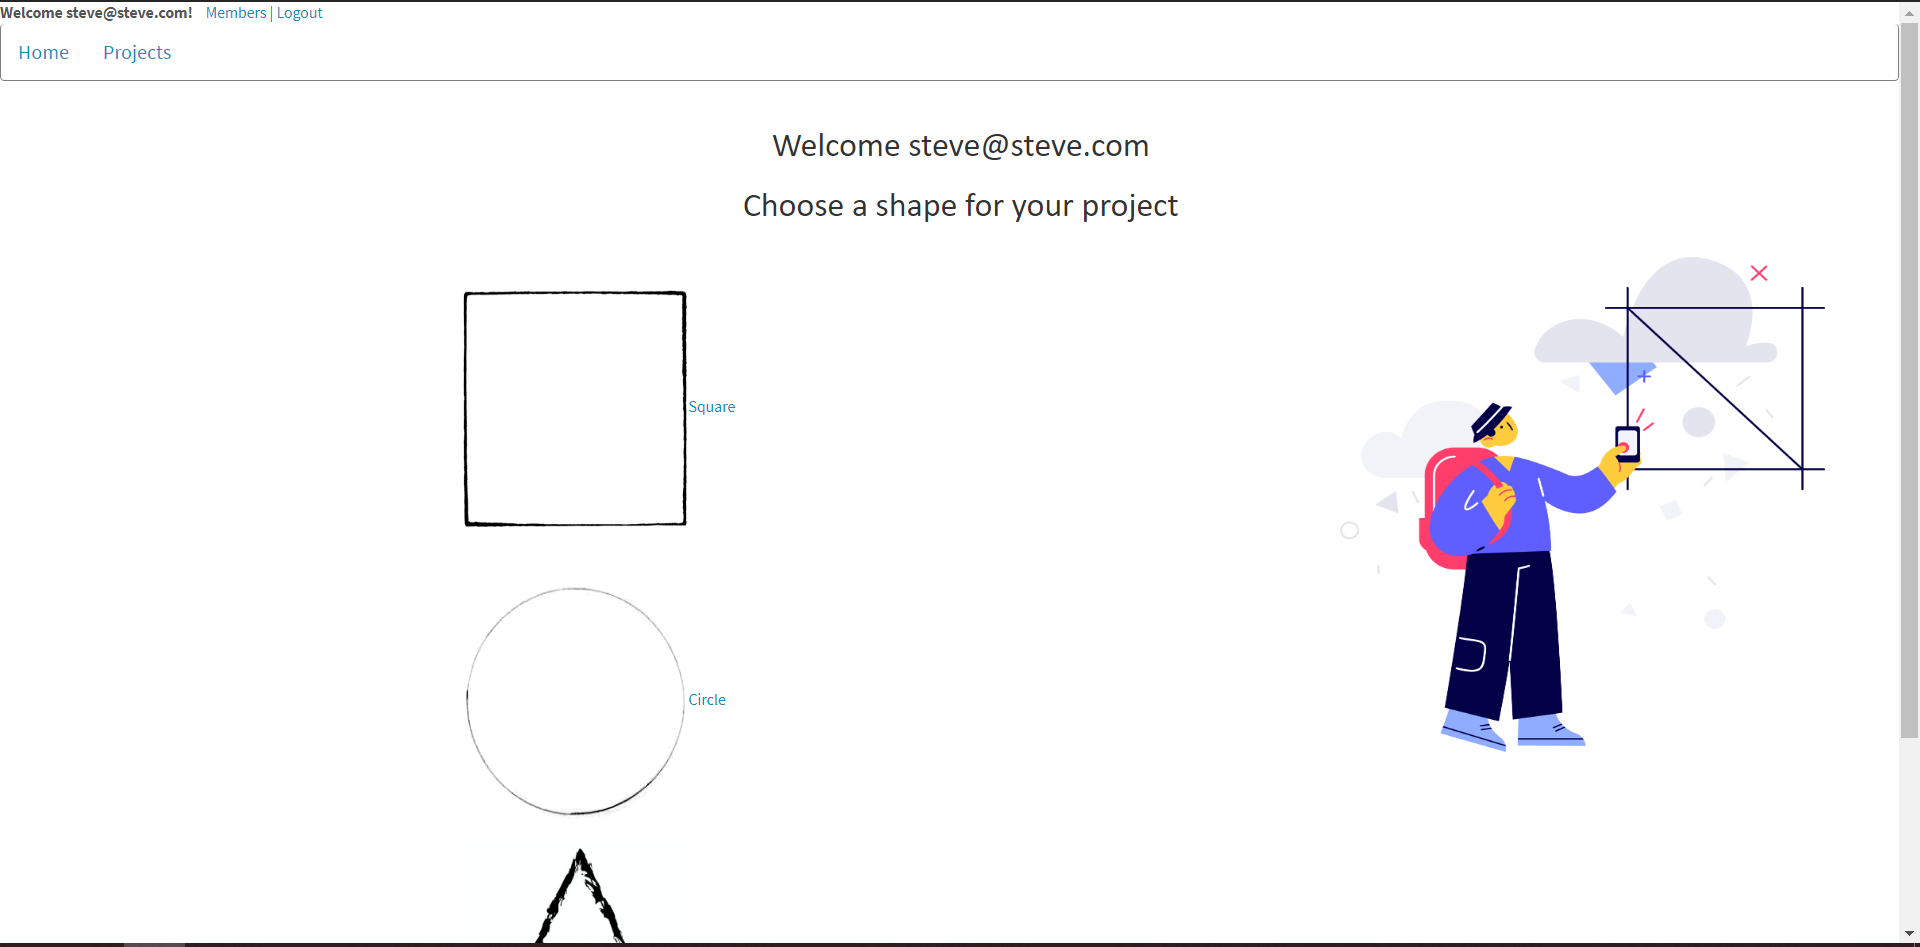 Welcome steve@steve.com! Members | Logout
Home Projects
Welcome steve@steve.com
Choose a shape for your project
Square
Circle